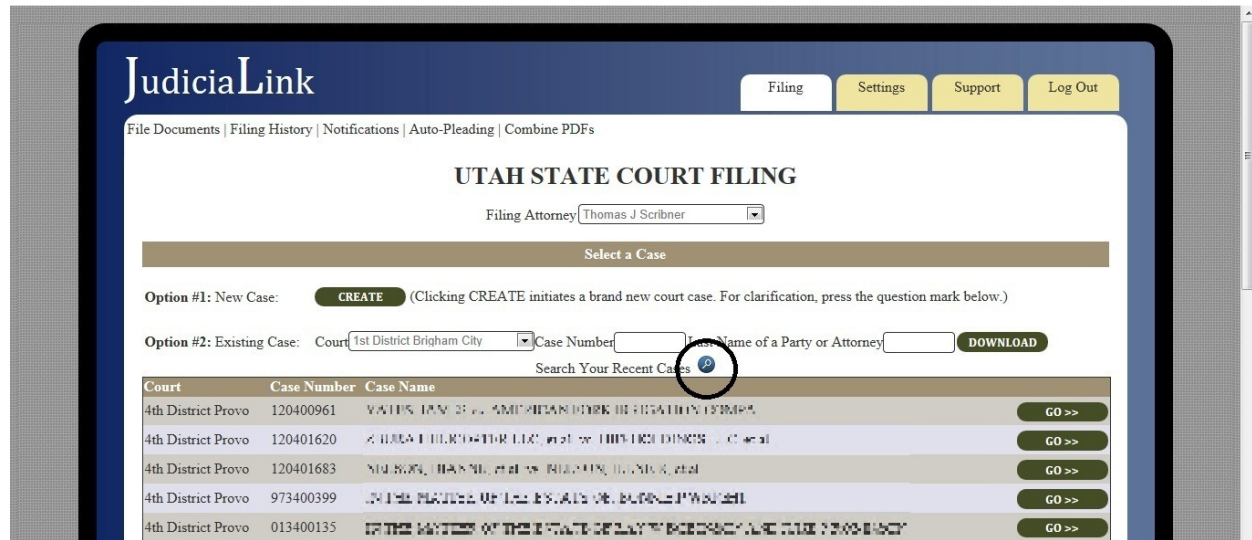 JudiciaLink
Filing Settings Support Log Out
File Documents | Filing History | Notifications | Auto-Pleading | Combine PDFs
UTAH STATE COURT FILING
Filing Attorney Thomas J Scribner
Select a Case
Option #1: New Case: CREATE (Clicking CREATE initiates a brand new court case. For clarification, press the question mark below.)
Option #2: Existing Case: Court 1st District Brigham City Case Number Last Name of a Party or Attorney DOWNLOAD
Search Your Recent Cases
Court Case Number Case Name
4th District Provo 120400961 GO >>
4th District Provo 120401620 GO >>
4th District Provo 120401683 GO >>
4th District Provo 973400399 GO >>
4th District Provo 013400135 GO >>